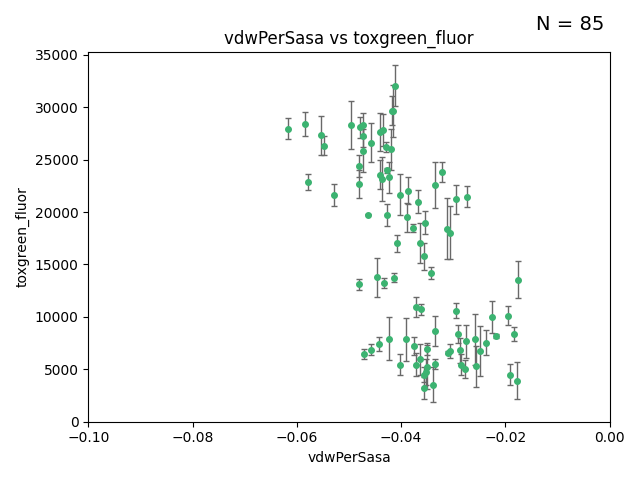 N = 85
vdwPerSasa vs toxgreen_fluor
35000
30000
25000
20000
15000
10000
5000
0
toxgreen_fluor
−0.10 −0.08 −0.06 −0.04 −0.02 0.00
vdwPerSasa